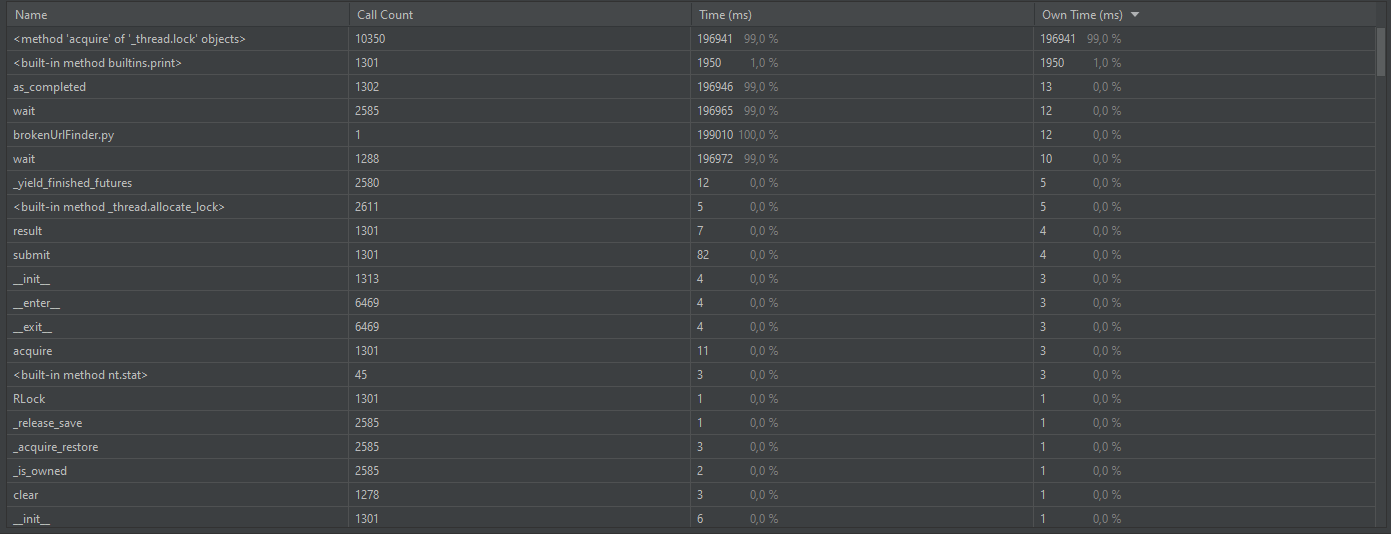 Name Call Count Time (ms) Own Time (ms)
<method 'acquire' of '_thread.lock' objects> 10350 196941 99,0 % 196941 99,0 %
<built-in method builtins.print> 1301 1950 1,0 % 1950 1,0 %
as_completed 1302 196946 99,0 % 13 0,0 %
wait 2585 196965 99,0 % 12 0,0 %
brokenUrlFinder.py 1 199010 100,0 % 12 0,0 %
wait 1288 196972 99,0 % 10 0,0 %
_yield_finished_futures 2580 12 0,0 % 5 0,0 %
<built-in method _thread.allocate_lock> 2611 5 0,0 % 5 0,0 %
result 1301 7 0,0 % 4 0,0 %
submit 1301 82 0,0 % 4 0,0 %
__init__ 1313 4 0,0 % 3 0,0 %
__enter__ 6469 4 0,0 % 3 0,0 %
__exit__ 6469 4 0,0 % 3 0,0 %
acquire 1301 11 0,0 % 3 0,0 %
<built-in method nt.stat> 45 3 0,0 % 3 0,0 %
RLock 1301 1 0,0 % 1 0,0 %
_release_save 2585 1 0,0 % 1 0,0 %
_acquire_restore 2585 3 0,0 % 1 0,0 %
_is_owned 2585 2 0,0 % 1 0,0 %
clear 1278 3 0,0 % 1 0,0 %
__init__ 1301 6 0,0 % 1 0,0 %